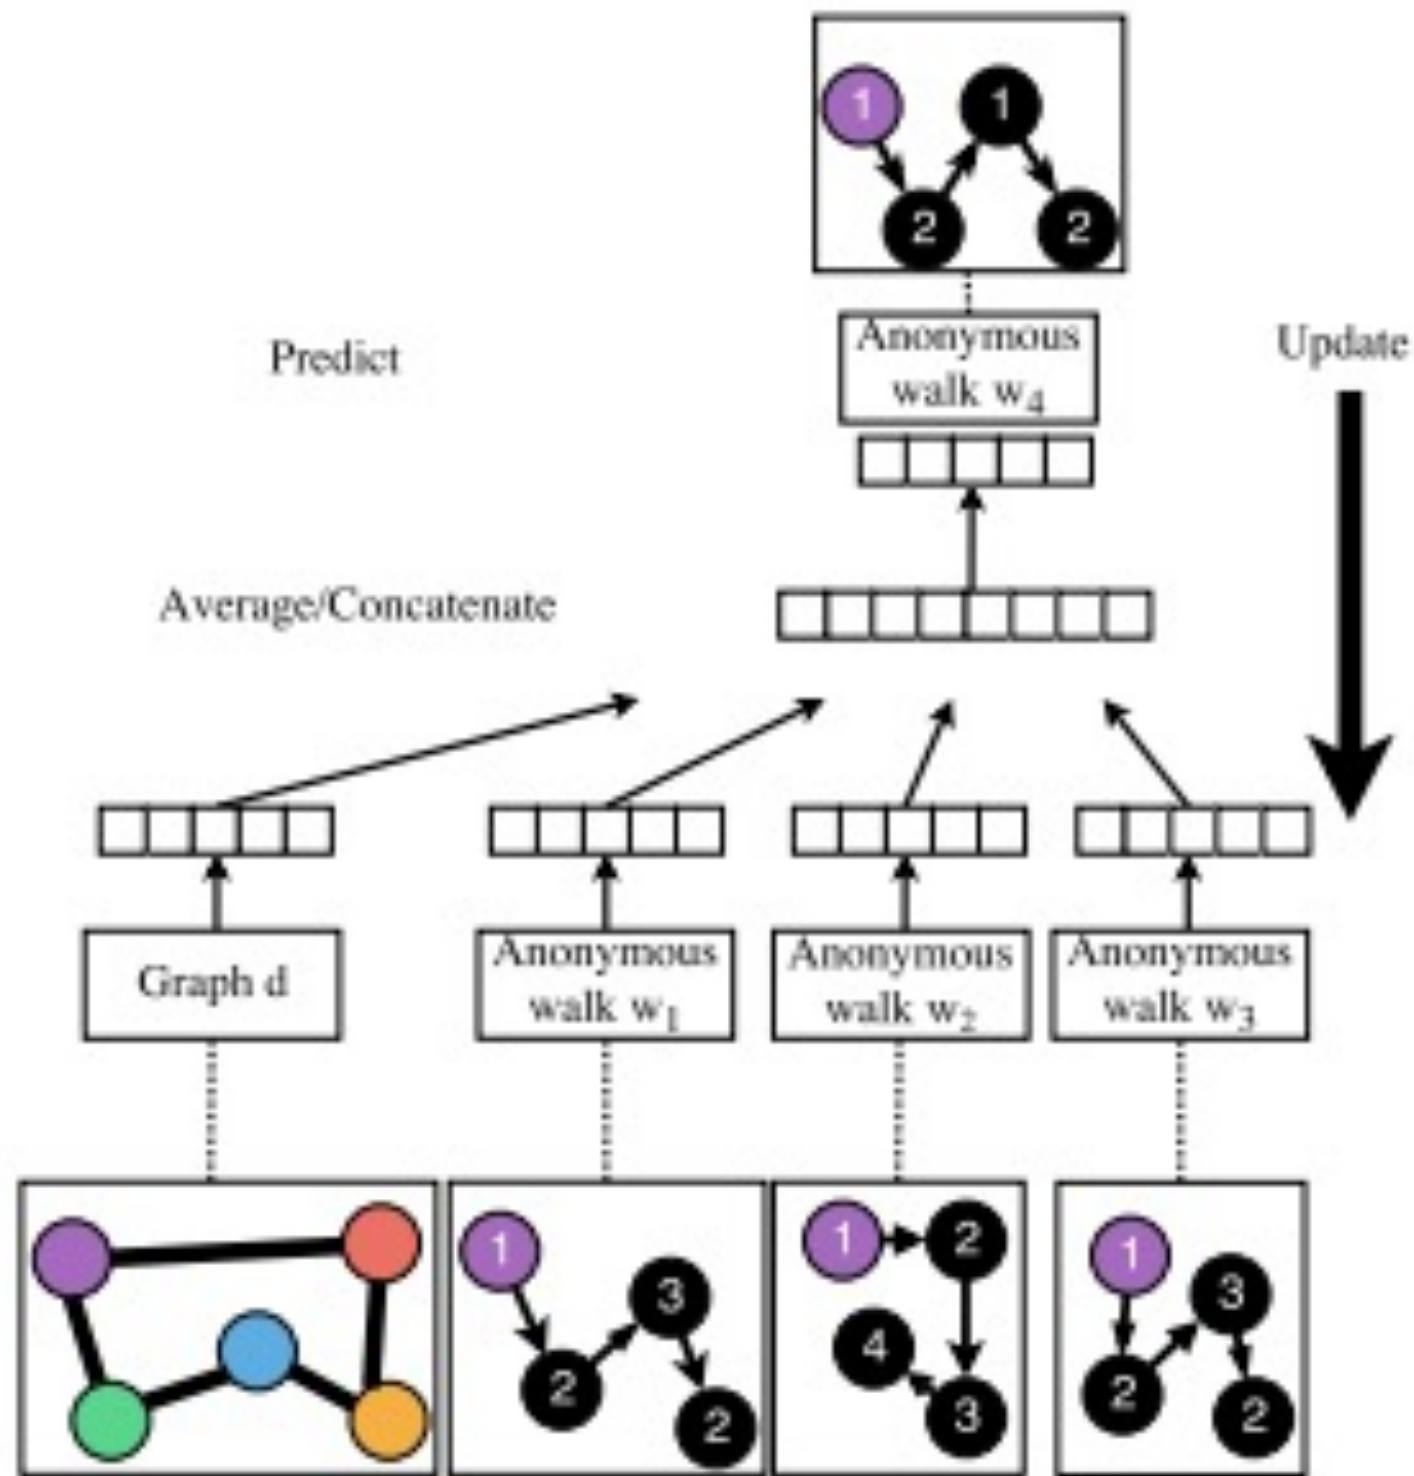 1 1
2 2
Anonymous
walk w₄
Predict
Update
Average/Concatenate
Graph d
Anonymous
walk w₁
Anonymous
walk w₂
Anonymous
walk w₃
1
3
2
2
1 2
4
3
1
3
2
2